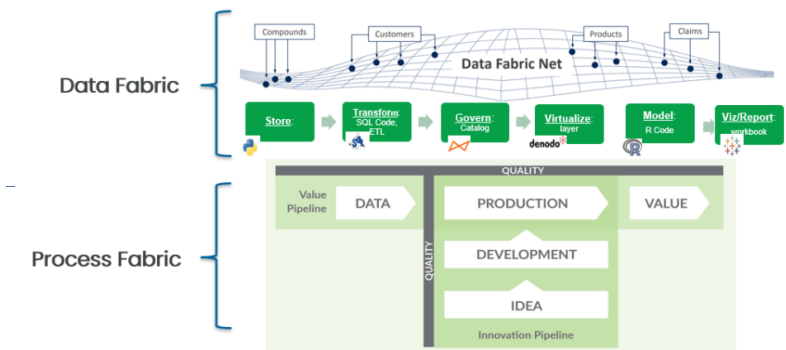 Compounds
Customers
Products
Claims
Data Fabric Net
Data Fabric
Store:
Transform:
SQL Code,
ETL
Govern:
Catalog
Virtualize:
layer
Model:
R Code
Viz/Report:
workbook
denodo
R
QUALITY
Value
Pipeline
DATA
PRODUCTION
VALUE
Process Fabric
QUALITY
DEVELOPMENT
IDEA
Innovation Pipeline